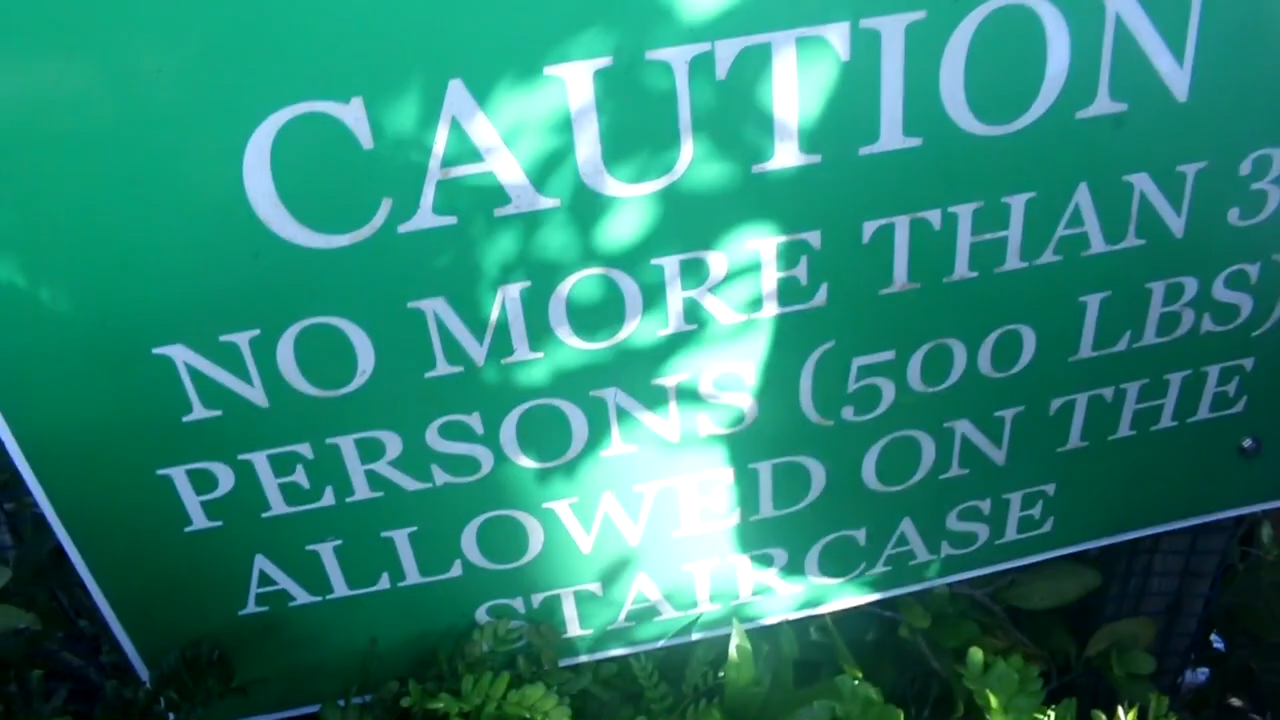 CAUTION
NO MORE THAN 3
PERSONS (500 LBS)
ALLOWED ON THE
STAIRCASE